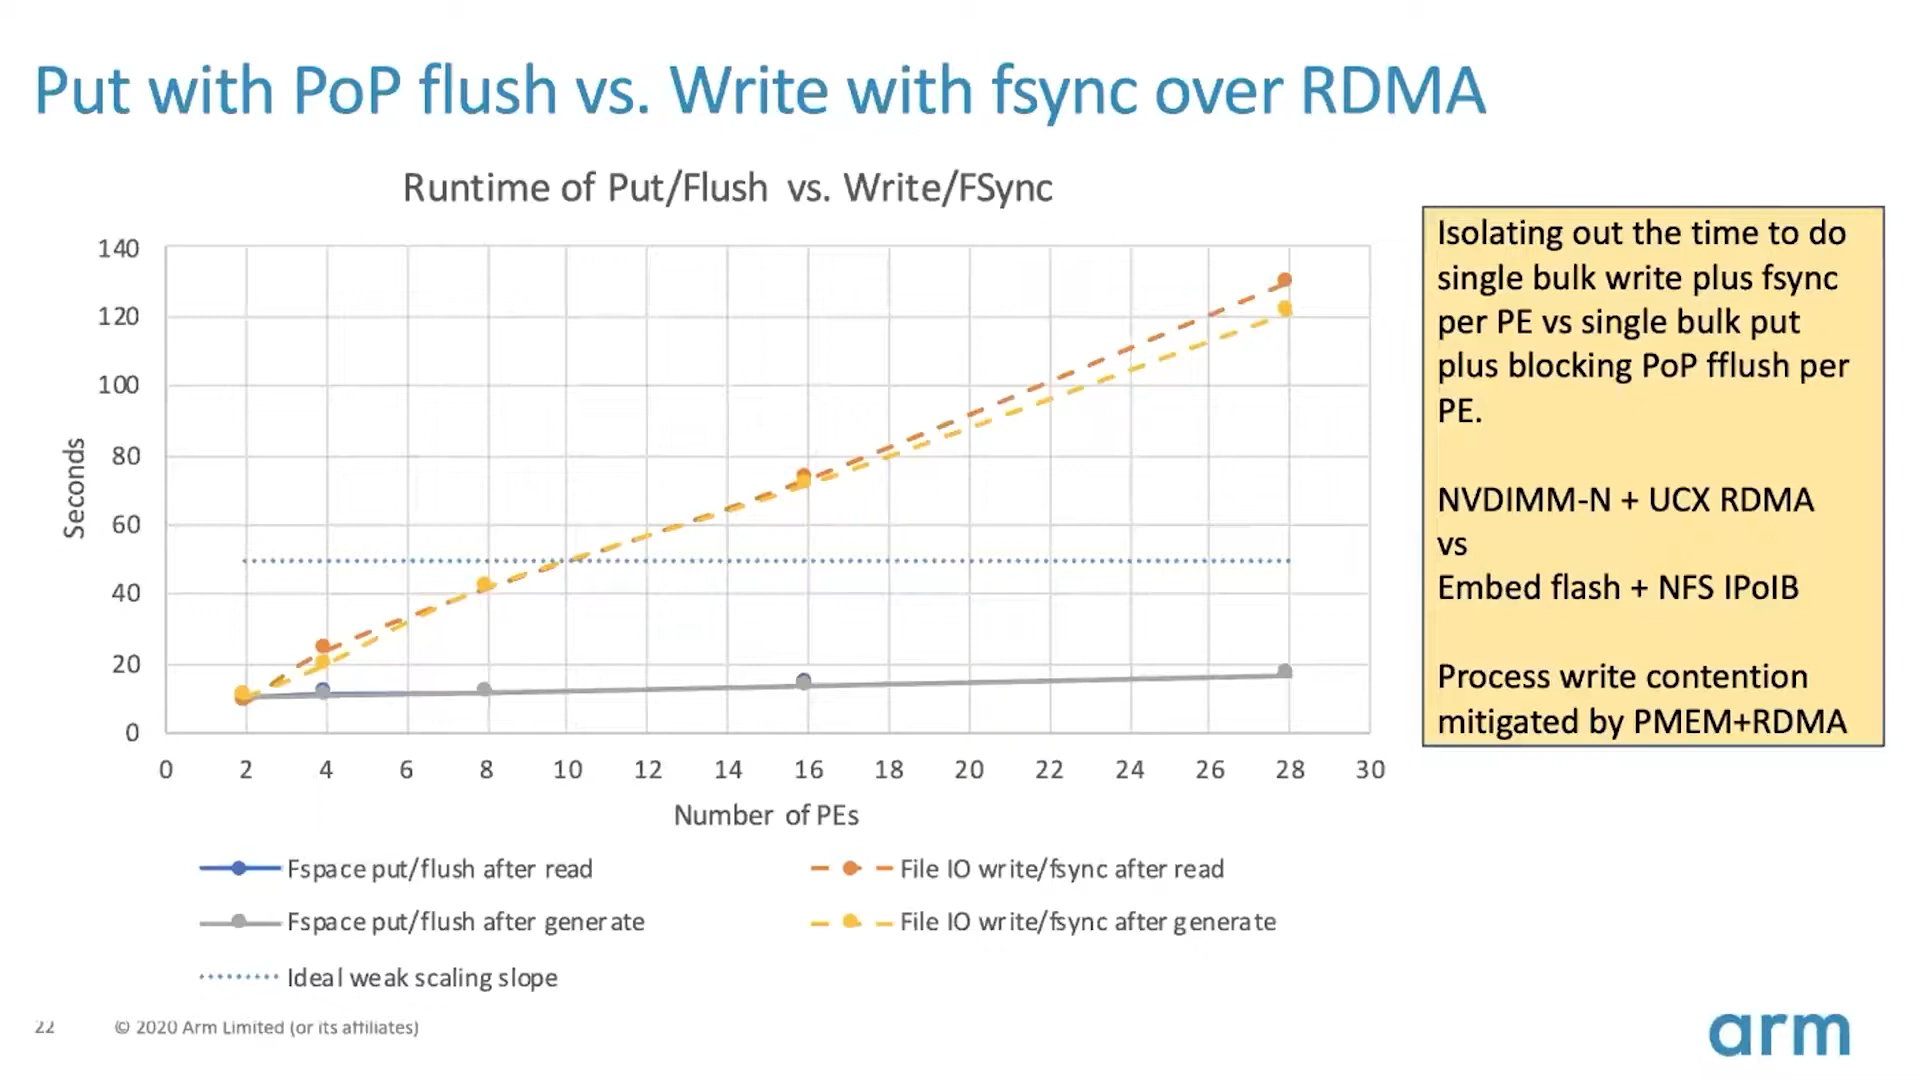 Put with PoP flush vs. Write with fsync over RDMA
Runtime of Put/Flush vs. Write/FSync
140
120
100
80
60
40
20
0
Seconds
0 2 4 6 8 10 12 14 16 18 20 22 24 26 28 30
Number of PEs
Fspace put/flush after read
File IO write/fsync after read
Fspace put/flush after generate
File IO write/fsync after generate
Ideal weak scaling slope
Isolating out the time to do
single bulk write plus fsync
per PE vs single bulk put
plus blocking PoP fflush per
PE.
NVDIMM-N + UCX RDMA
vs
Embed flash + NFS IPoIB
Process write contention
mitigated by PMEM+RDMA
22
© 2020 Arm Limited (or its affiliates)
arm